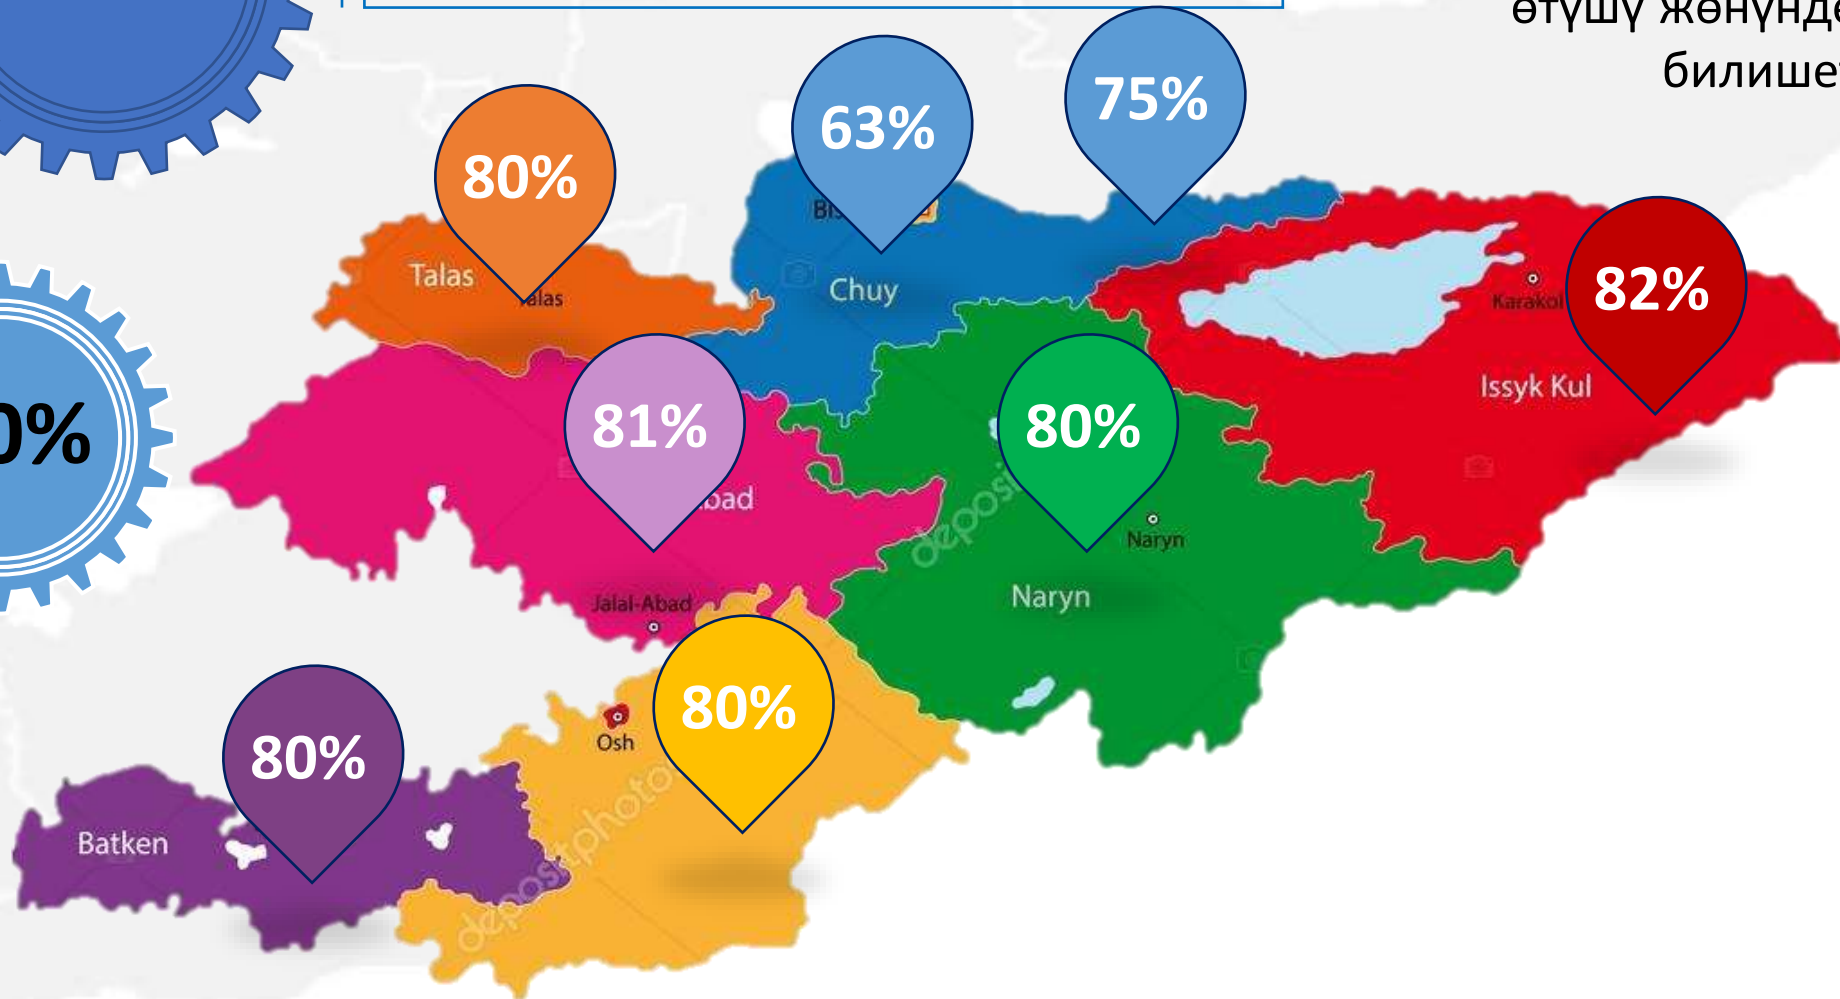 өтүшү жөнүндө
75%
63%
80%
Talas
Chuy
82%
Karakol
Issyk Kul
81%
80%
Naryn
Naryn
Jalal-Abad
80%
Osh
80%
Batken
depositphoto